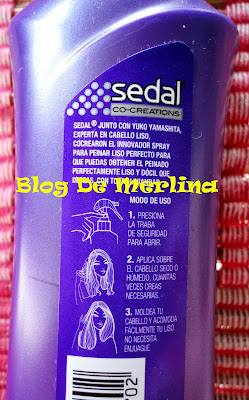 sedal
CO-CREATIONS
SEDAL® JUNTO CON YUKO YAMASHITA,
EXPERTA EN CABELLO LISO,
COCREARON EL INNOVADOR SPRAY
PARA PEINAR LISO PERFECTO PARA
QUE PUEDAS OBTENER EL PEINADO
PERFECTAMENTE LISO Y DÓCIL QUE
CON
Blog De Merlina
MODO DE USO
1. PRESIONA
LA TRABA
DE SEGURIDAD
PARA ABRIR.
2. APLICA SOBRE
EL CABELLO SECO O
HÚMEDO, CUANTAS
VECES CREAS
NECESARIAS.
3. MOLDEA TU
CABELLO Y ACOMODA
FÁCILMENTE TU LISO.
NO NECESITA
ENJUAGUE.
02